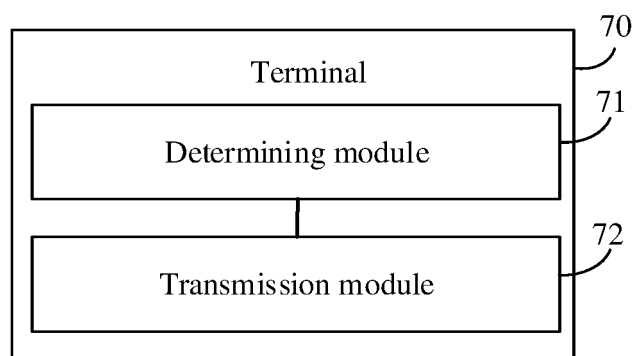 70
Terminal
71
Determining module
72
Transmission module